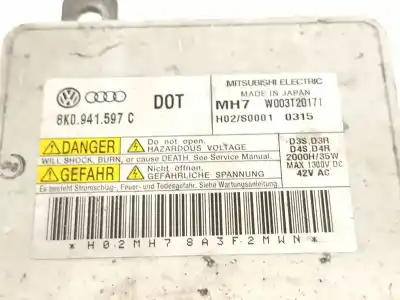 8K0.941.597 C
DOT
MITSUBISHI ELECTRIC
MADE IN JAPAN
MH7 W003T20171
H02/S0001 0315
DANGER
Do not open.
HAZARDOUS VOLTAGE
WILL SHOCK, BURN, or cause DEATH. See Service Manual.
GEFAHR
Nicht öffnen.
GEFÄHRLICHE SPANNUNG
Es besteht Stromschlag-, Feuer- und Todesgefahr. Siehe Wartungsanleitung.
D3S, D3R
D4S, D4R
2000H/35W
MAX 1300V DC
42V AC
*H02MH78A3F2MWN*